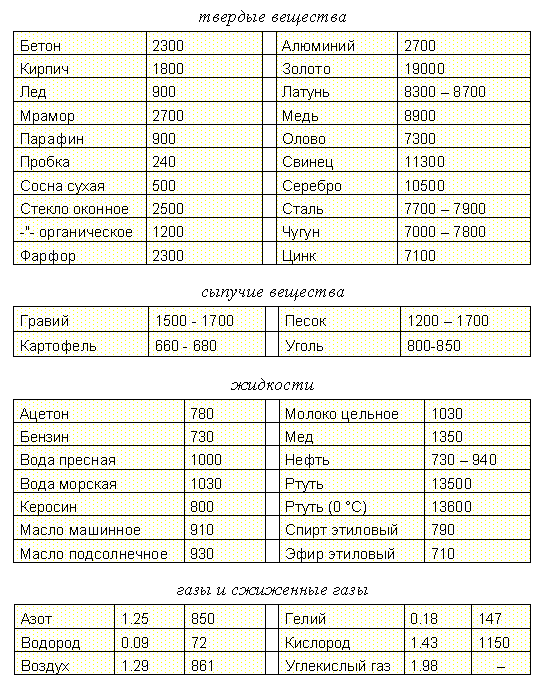 твердые вещества
Бетон 2300 Алюминий 2700
Кирпич 1800 Золото 19000
Лед 900 Латунь 8300 – 8700
Мрамор 2700 Медь 8900
Парафин 900 Олово 7300
Пробка 240 Свинец 11300
Сосна сухая 500 Серебро 10500
Стекло оконное 2500 Сталь 7700 – 7900
-"- органическое 1200 Чугун 7000 – 7800
Фарфор 2300 Цинк 7100
сыпучие вещества
Гравий 1500 - 1700 Песок 1200 – 1700
Картофель 660 - 680 Уголь 800-850
жидкости
Ацетон 780 Молоко цельное 1030
Бензин 730 Мед 1350
Вода пресная 1000 Нефть 730 – 940
Вода морская 1030 Ртуть 13500
Керосин 800 Ртуть (0 °C) 13600
Масло машинное 910 Спирт этиловый 790
Масло подсолнечное 930 Эфир этиловый 710
газы и сжиженные газы
Азот 1.25 850 Гелий 0.18 147
Водород 0.09 72 Кислород 1.43 1150
Воздух 1.29 861 Углекислый газ 1.98 –